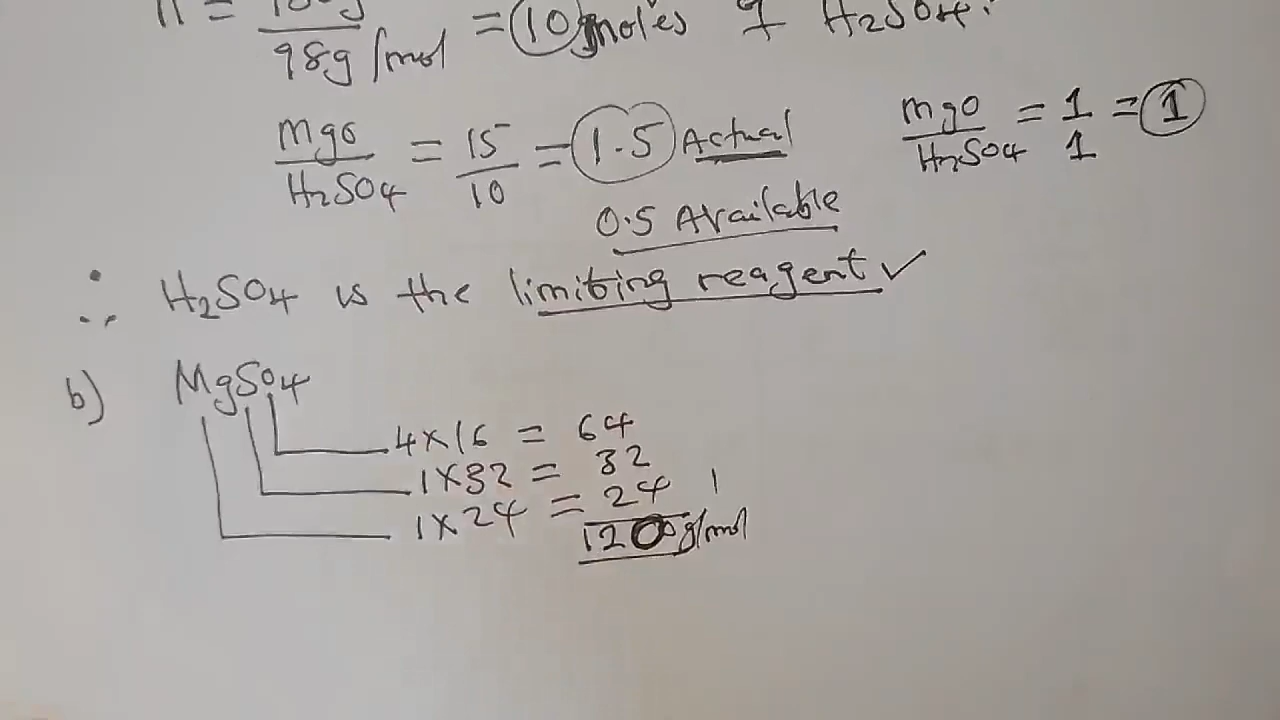 n =
98g/mol = 10 moles of H2SO4.
MgO/H2SO4 = 15/10 = 1.5 Actual
MgO/H2SO4 = 1/1 = 1
0.5 Available
∴ H2SO4 is the limiting reagent ✓
b) MgSO4
4×16 = 64
1×32 = 32
1×24 = 24
120g/mol